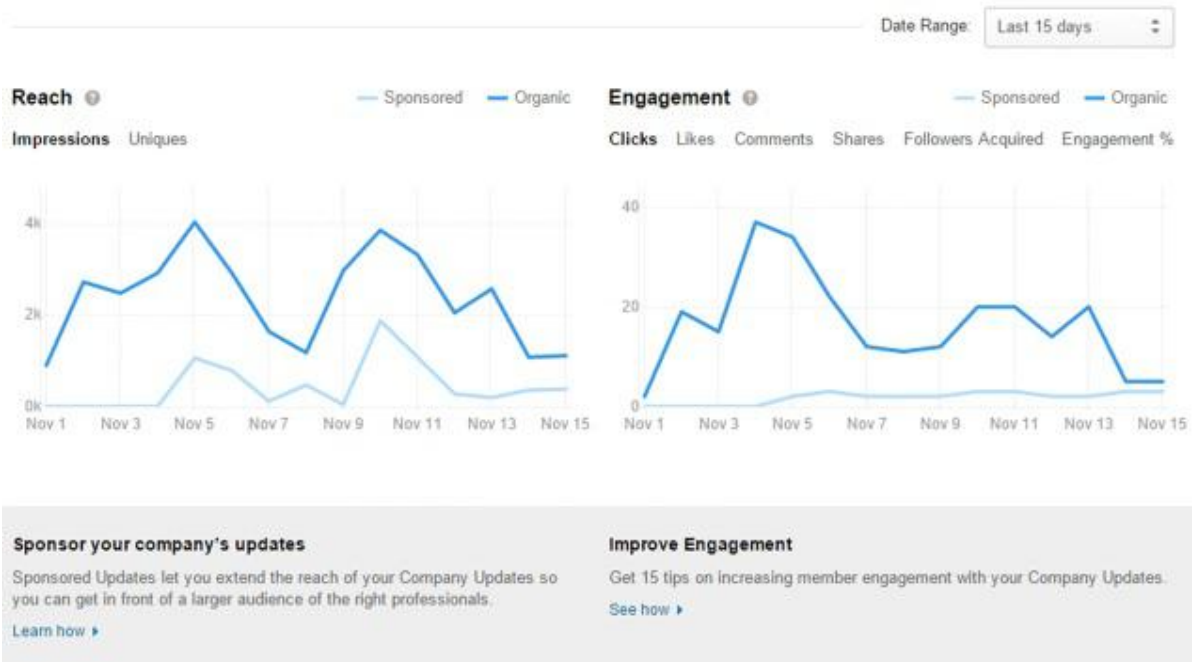 Date Range: Last 15 days
Reach
Sponsored Organic
Impressions Uniques
4k
2k
0k
Nov 1 Nov 3 Nov 5 Nov 7 Nov 9 Nov 11 Nov 13 Nov 15
Engagement
Sponsored Organic
Clicks Likes Comments Shares Followers Acquired Engagement %
40
20
0
Nov 1 Nov 3 Nov 5 Nov 7 Nov 9 Nov 11 Nov 13 Nov 15
Sponsor your company's updates
Sponsored Updates let you extend the reach of your Company Updates so
you can get in front of a larger audience of the right professionals.
Learn how
Improve Engagement
Get 15 tips on increasing member engagement with your Company Updates.
See how